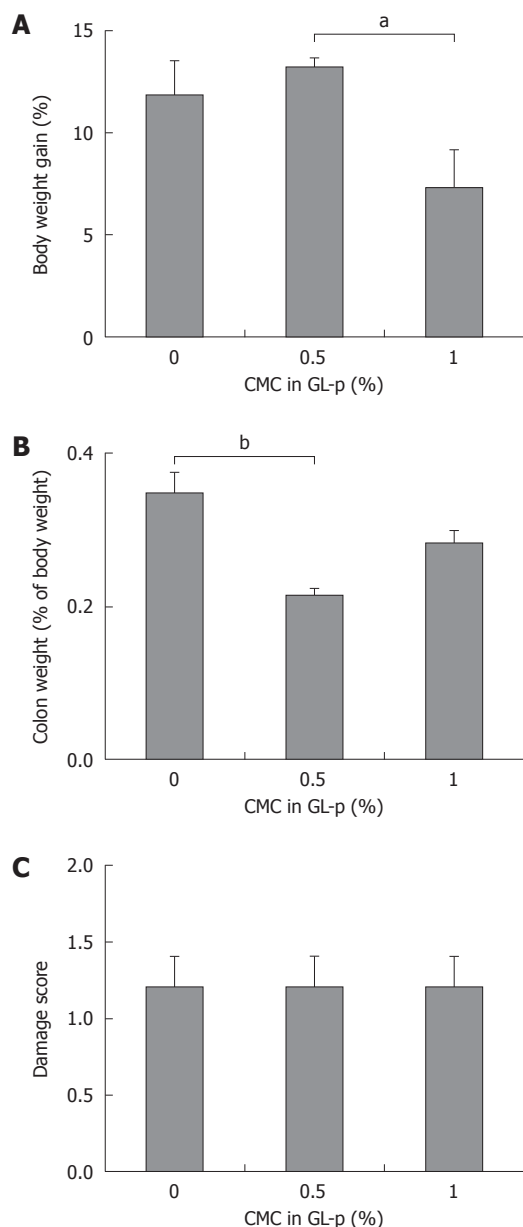 A
Body weight gain (%)
15
10
5
0
a
0 0.5 1
CMC in GL-p (%)
B
Colon weight (% of body weight)
0.4
0.2
0.0
b
0 0.5 1
CMC in GL-p (%)
C
Damage score
2.0
1.5
1.0
0.5
0.0
0 0.5 1
CMC in GL-p (%)